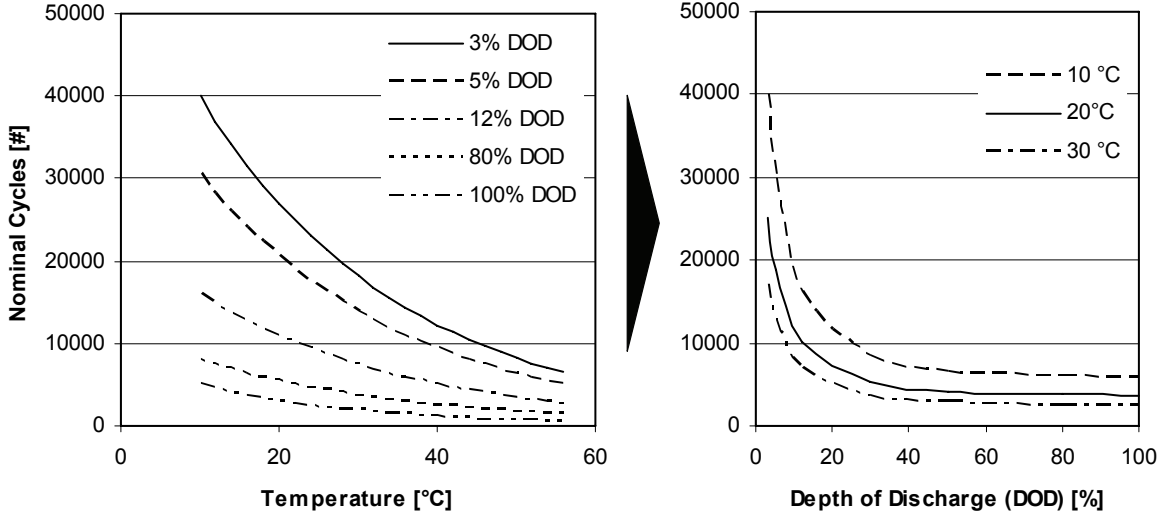 50000
40000
30000
20000
10000
0
Nominal Cycles [#]
0
20
40
60
Temperature [°C]
3% DOD
5% DOD
12% DOD
80% DOD
100% DOD
50000
40000
30000
20000
10000
0
0
20
40
60
80
100
Depth of Discharge (DOD) [%]
10 °C
20°C
30 °C